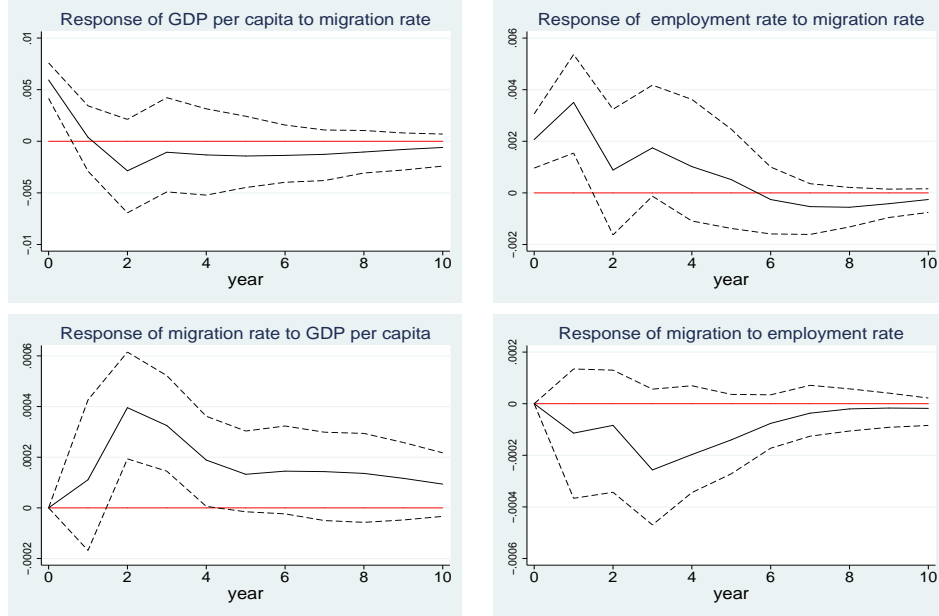 Response of GDP per capita to migration rate
.01
.005
0
-.005
-.01
0 2 4 6 8 10
year
Response of employment rate to migration rate
.006
.004
.002
0
-.002
0 2 4 6 8 10
year
Response of migration rate to GDP per capita
.0006
.0004
.0002
0
-.0002
0 2 4 6 8 10
year
Response of migration to employment rate
.0002
0
-.0002
-.0004
-.0006
0 2 4 6 8 10
year